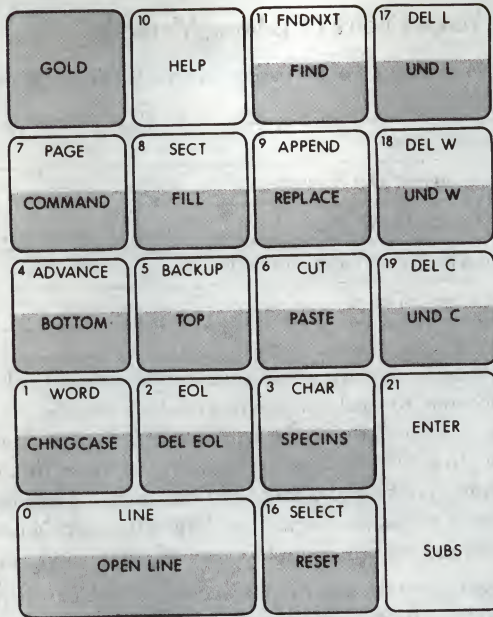 GOLD
10
HELP
11 FNDNXT
FIND
17 DEL L
UND L
7 PAGE
COMMAND
8 SECT
FILL
9 APPEND
REPLACE
18 DEL W
UND W
4 ADVANCE
BOTTOM
5 BACKUP
TOP
6 CUT
PASTE
19 DEL C
UND C
1 WORD
CHNGCASE
2 EOL
DEL EOL
3 CHAR
SPECINS
21
ENTER
SUBS
0 LINE
OPEN LINE
16 SELECT
RESET